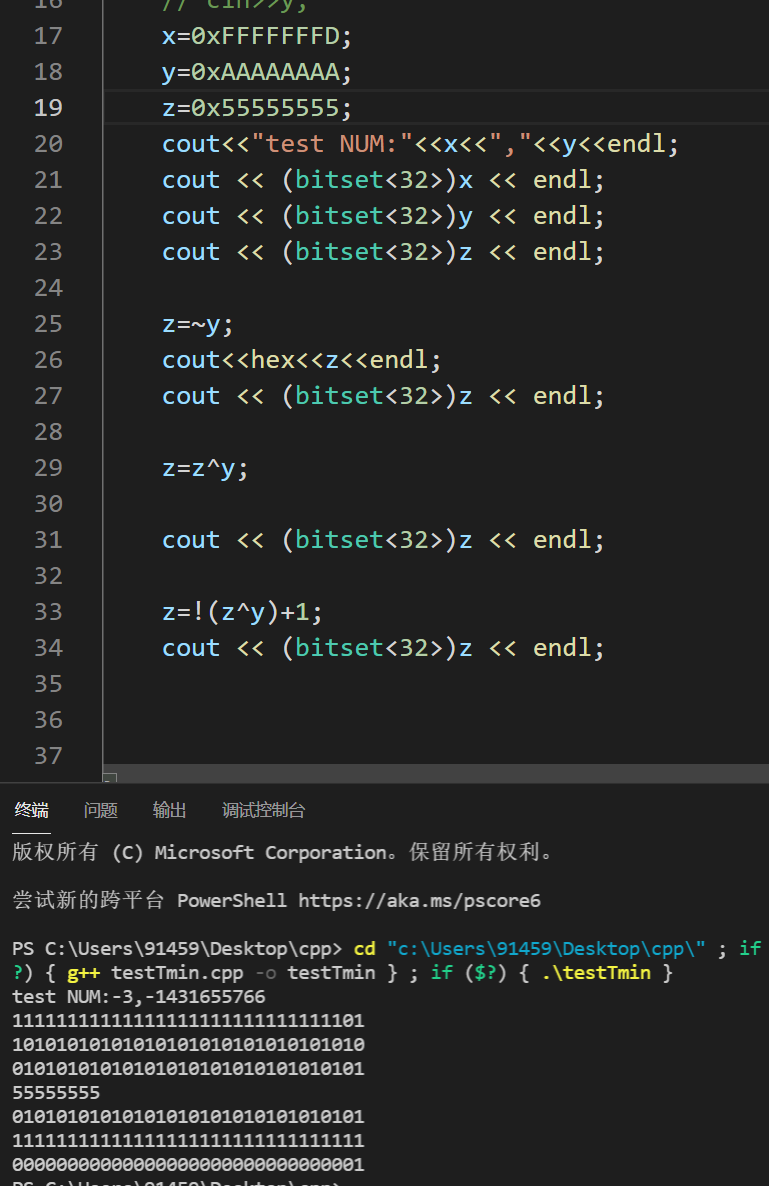 16 // cin>>y;
17 x=0xFFFFFFFD;
18 y=0xAAAAAAAA;
19 z=0x55555555;
20 cout<<"test NUM:"<<x<<","<<y<<endl;
21 cout << (bitset<32>)x << endl;
22 cout << (bitset<32>)y << endl;
23 cout << (bitset<32>)z << endl;
24
25 z=~y;
26 cout<<hex<<z<<endl;
27 cout << (bitset<32>)z << endl;
28
29 z=z^y;
30
31 cout << (bitset<32>)z << endl;
32
33 z=!(z^y)+1;
34 cout << (bitset<32>)z << endl;
35
36
37
终端 问题 输出 调试控制台
版权所有 (C) Microsoft Corporation。保留所有权利。
尝试新的跨平台 PowerShell https://aka.ms/pscore6
PS C:\Users\91459\Desktop\cpp> cd "c:\Users\91459\Desktop\cpp\" ; if
?) { g++ testTmin.cpp -o testTmin } ; if ($?) { .\testTmin }
test NUM:-3,-1431655766
11111111111111111111111111111101
10101010101010101010101010101010
01010101010101010101010101010101
55555555
01010101010101010101010101010101
11111111111111111111111111111111
00000000000000000000000000000001
PS C:\Users\91459\Desktop\cpp>